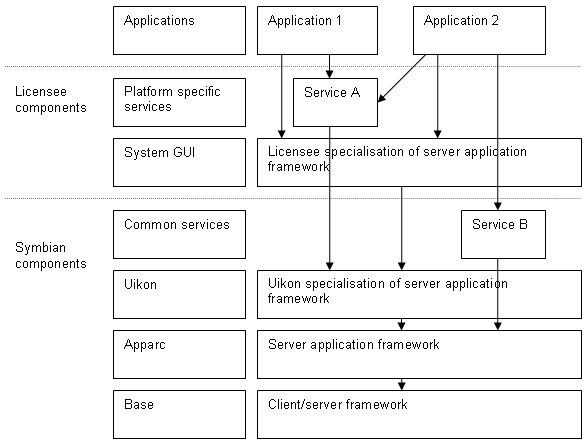 Applications
Application 1
Application 2
Licensee
components
Platform specific
services
Service A
System GUI
Licensee specialisation of server application
framework
Symbian
components
Common services
Service B
Uikon
Uikon specialisation of server application
framework
Apparc
Server application framework
Base
Client/server framework